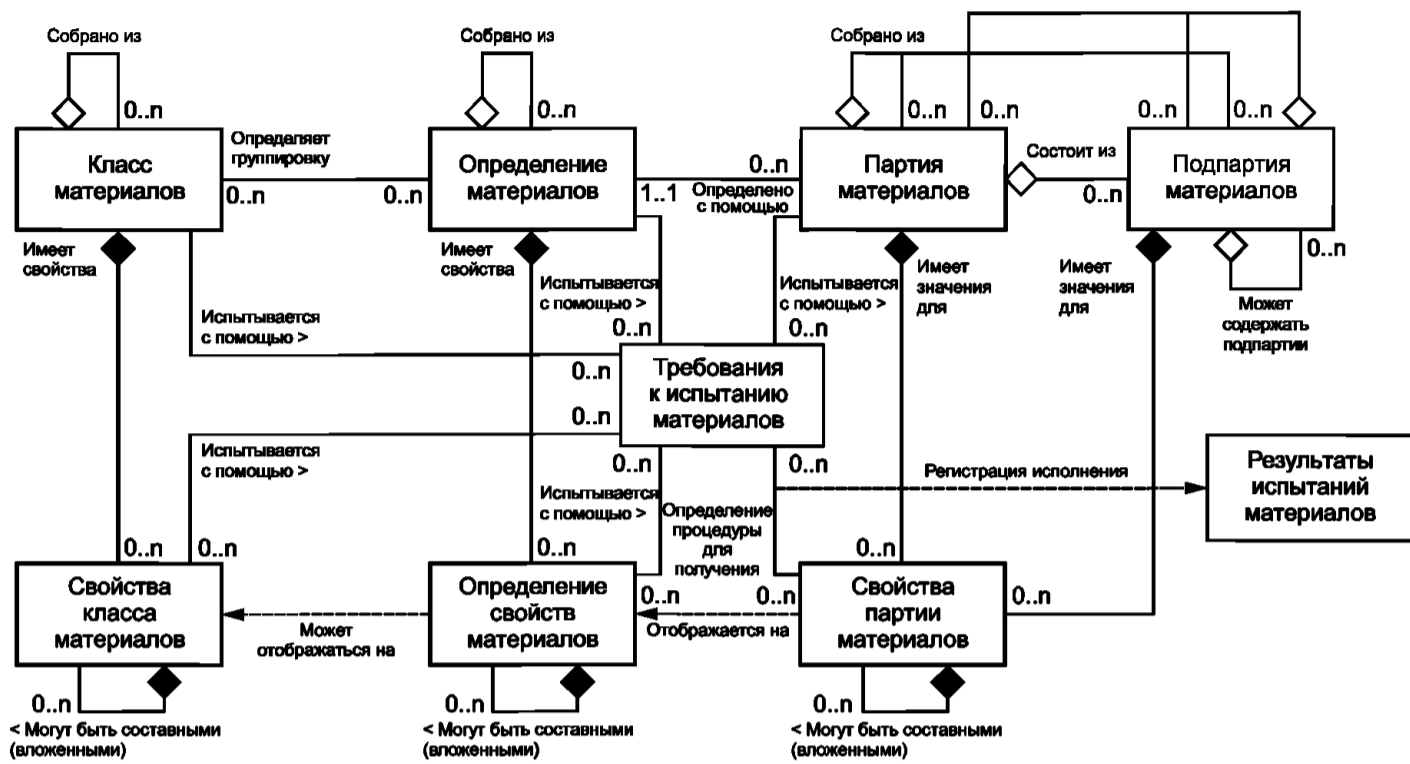 Собрано из
Собрано из
Собрано из
0..n
0..n
0..n
0..n
0..n
0..n
Класс
материалов
Определяет
группировку
0..n
0..n
Определение
материалов
1..1
0..n
Определено
с помощью
Партия
материалов
Состоит из
0..n
Подпартия
материалов
Имеет
свойства
Имеет
свойства
Имеет
значения
для
Имеет
значения
для
0..n
Может
содержать
подпартии
Испытывается
с помощью >
Испытывается
с помощью >
Испытывается
с помощью >
0..n
0..n
0..n
0..n
Требования
к испытанию
материалов
Испытывается
с помощью >
0..n
0..n
Испытывается
с помощью >
Определение
процедуры
для
получения
Регистрация исполнения
Результаты
испытаний
материалов
0..n
0..n
0..n
0..n
Свойства
класса
материалов
Может
отображаться на
Определение
свойств
материалов
0..n
0..n
Отображается на
Свойства
партии
материалов
0..n
0..n
0..n
0..n
< Могут быть составными
(вложенными)
< Могут быть составными
(вложенными)
< Могут быть составными
(вложенными)